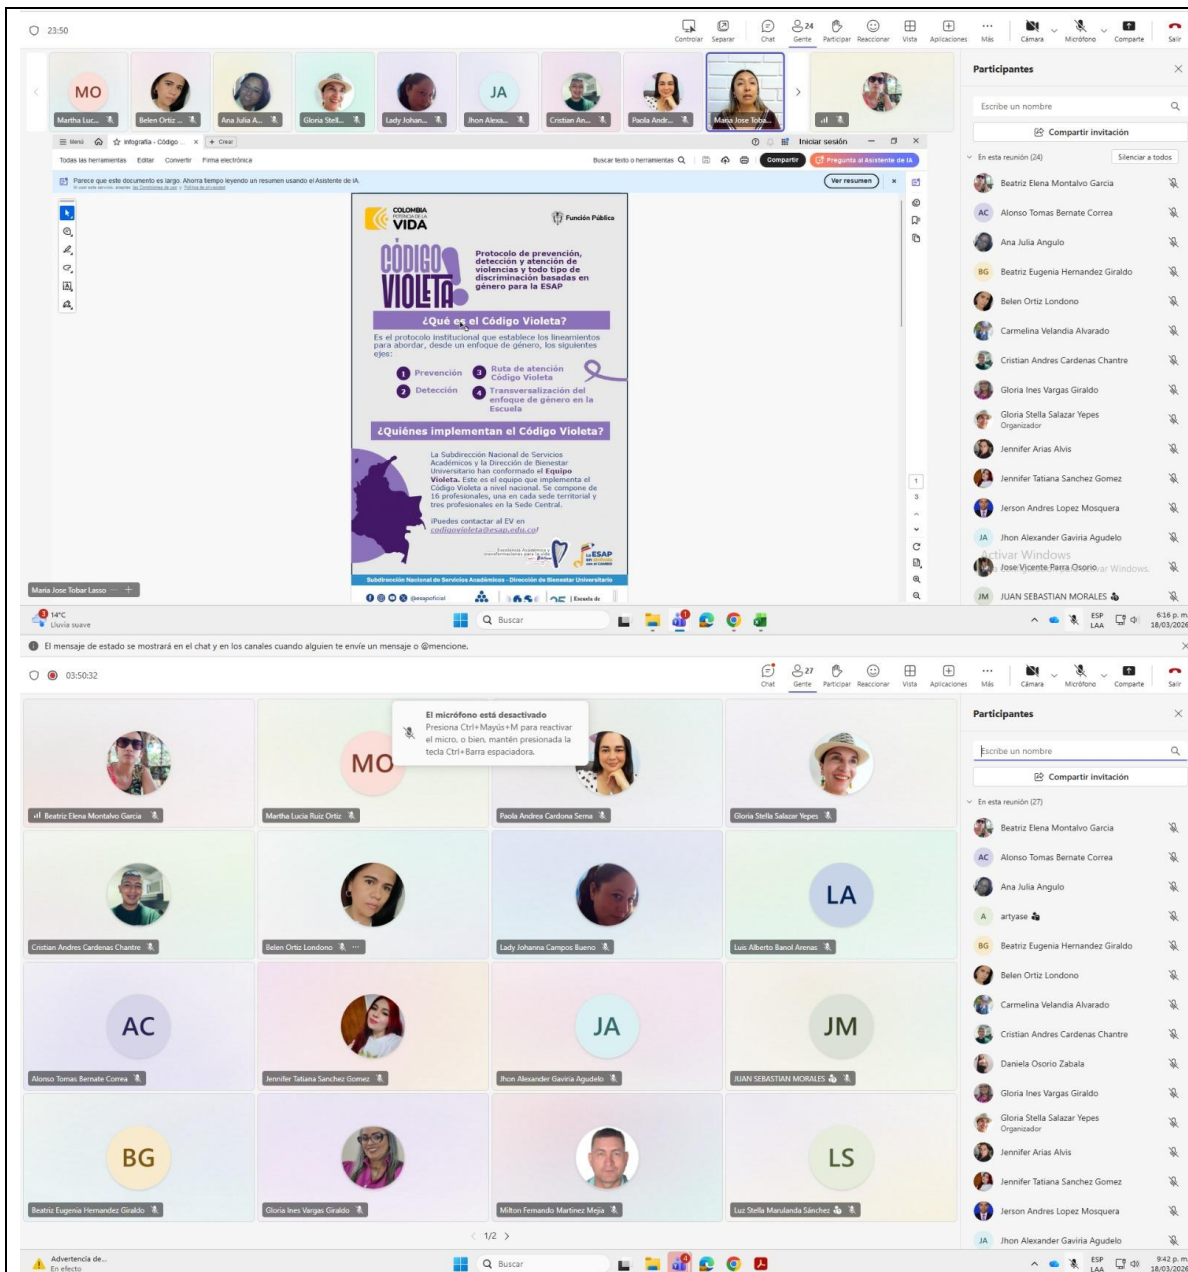 23:50
Controlar
Separar
Chat
24
Gente
Participar
Reaccionar
Vista
Aplicaciones
Más
Cámara
Micrófono
Comparte
Salir
MO
Martha Luc...
Belen Ortiz ...
Ana Julia A...
Gloria Stell...
Lady Johan...
JA
Jhon Alexa...
Cristian An...
Paola Andr...
Maria Jose Toba...
Menú
Infografia - Código ...
+ Crear
Iniciar sesión
Todas las herramientas
Editar
Convertir
Firma electrónica
Buscar texto o herramientas
Compartir
Pregunta al Asistente de IA
Parece que este documento es largo. Ahorra tiempo leyendo un resumen usando el Asistente de IA.
Ver resumen
COLOMBIA
POTENCIA DE LA
VIDA
Función Pública
CÓDIGO
VIOLETA!
Protocolo de prevención,
detección y atención de
violencias y todo tipo de
discriminación basadas en
género para la ESAP
¿Qué es el Código Violeta?
Es el protocolo institucional que establece los lineamientos
para abordar, desde un enfoque de género, los siguientes
ejes:
1 Prevención
3 Ruta de atención
Código Violeta
2 Detección
4 Transversalización del
enfoque de género en la
Escuela
¿Quiénes implementan el Código Violeta?
La Subdirección Nacional de Servicios
Académicos y la Dirección de Bienestar
Universitario han conformado el Equipo
Violeta. Este es el equipo que implementa el
Código Violeta a nivel nacional. Se compone de
16 profesionales, una en cada sede territorial y
tres profesionales en la Sede Central.
¡Puedes contactar al EV en
codigovioleta@esap.edu.co!
La ESAP
Subdirección Nacional de Servicios Académicos - Dirección de Bienestar Universitario
@esapoficial
Escuela de
1
3
Maria Jose Tobar Lasso
Participantes
Escribe un nombre
Compartir invitación
En esta reunión (24)
Silenciar a todos
Beatriz Elena Montalvo Garcia
AC Alonso Tomas Bernate Correa
Ana Julia Angulo
BG Beatriz Eugenia Hernandez Giraldo
Belen Ortiz Londono
Carmelina Velandia Alvarado
Cristian Andres Cardenas Chantre
Gloria Ines Vargas Giraldo
Gloria Stella Salazar Yepes
Organizador
Jennifer Arias Alvis
Jennifer Tatiana Sanchez Gomez
Jerson Andres Lopez Mosquera
JA Jhon Alexander Gaviria Agudelo
Activar Windows
Jose Vicente Parra Osorio
JM JUAN SEBASTIAN MORALES
3
14°C
Lluvia suave
Buscar
ESP
LAA
6:16 p. m.
18/03/2026
El mensaje de estado se mostrará en el chat y en los canales cuando alguien te envíe un mensaje o @mencione.
03:50:32
Chat
27
Gente
Participar
Reaccionar
Vista
Aplicaciones
Más
Cámara
Micrófono
Comparte
Salir
El micrófono está desactivado
Presiona Ctrl+Mayús+M para reactivar
el micro, o bien, mantén presionada la
tecla Ctrl+Barra espaciadora.
Beatriz Elena Montalvo Garcia
MO
Martha Lucia Ruiz Ortiz
Paola Andrea Cardona Serna
Gloria Stella Salazar Yepes
Cristian Andres Cardenas Chantre
Belen Ortiz Londono
Lady Johanna Campos Bueno
LA
Luis Alberto Banol Arenas
AC
Alonso Tomas Bernate Correa
Jennifer Tatiana Sanchez Gomez
JA
Jhon Alexander Gaviria Agudelo
JM
JUAN SEBASTIAN MORALES
BG
Beatriz Eugenia Hernandez Giraldo
Gloria Ines Vargas Giraldo
Milton Fernando Martinez Mejia
LS
Luz Stella Marulanda Sánchez
1/2
Participantes
Escribe un nombre
Compartir invitación
En esta reunión (27)
Beatriz Elena Montalvo Garcia
AC Alonso Tomas Bernate Correa
Ana Julia Angulo
A artyase
BG Beatriz Eugenia Hernandez Giraldo
Belen Ortiz Londono
Carmelina Velandia Alvarado
Cristian Andres Cardenas Chantre
Daniela Osorio Zabala
Gloria Ines Vargas Giraldo
Gloria Stella Salazar Yepes
Organizador
Jennifer Arias Alvis
Jennifer Tatiana Sanchez Gomez
Jerson Andres Lopez Mosquera
JA Jhon Alexander Gaviria Agudelo
Advertencia de...
En efecto
Buscar
ESP
LAA
9:42 p. m.
18/03/2026